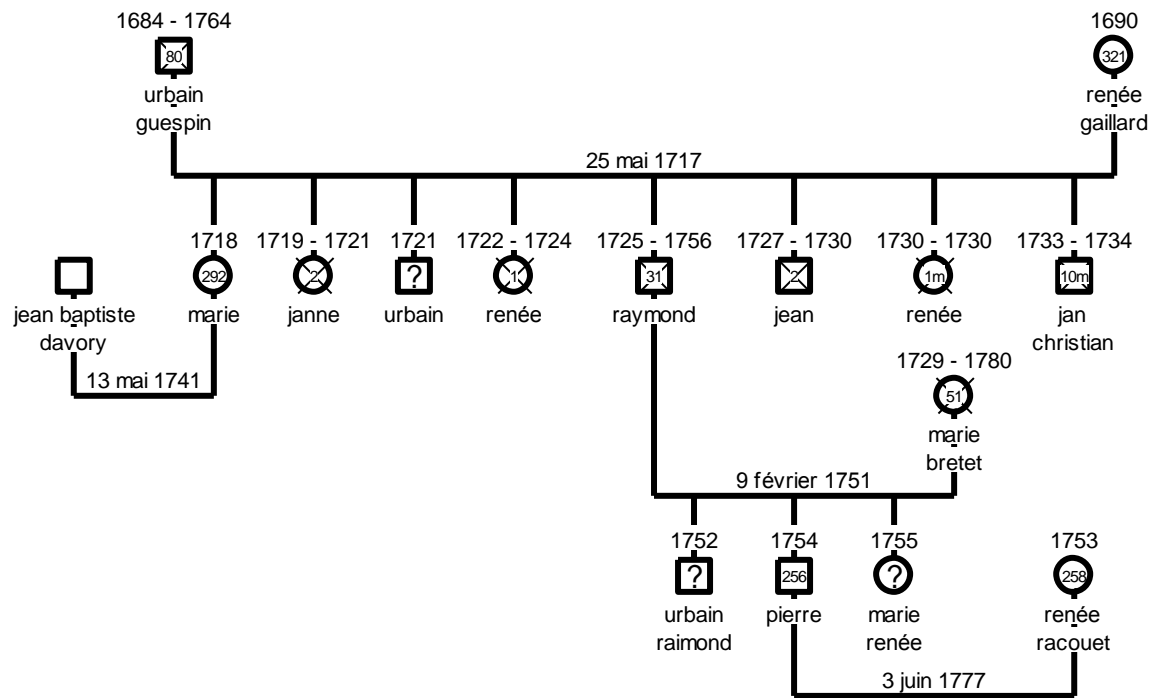 1684 - 1764
1690
80
321
urbain
guespin
renée
gaillard
25 mai 1717
1718
1719 - 1721
1721
1722 - 1724
1725 - 1756
1727 - 1730
1730 - 1730
1733 - 1734
292
2
?
1
31
2
1m
10m
jean baptiste
davory
marie
janne
urbain
renée
raymond
jean
renée
jan
christian
13 mai 1741
1729 - 1780
51
marie
bretet
9 février 1751
1752
1754
1755
1753
?
256
?
258
urbain
raimond
pierre
marie
renée
renée
racouet
3 juin 1777